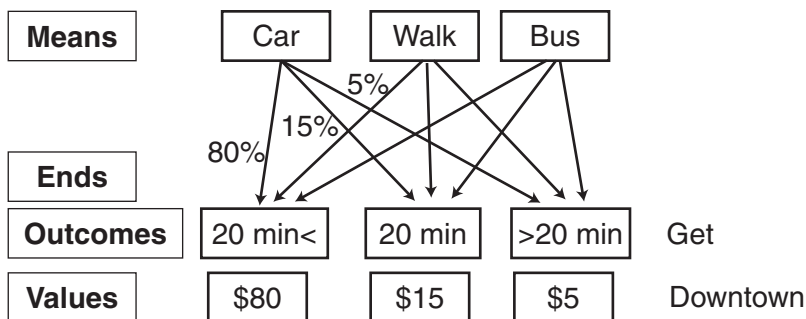 Means Car Walk Bus
5%
15%
80%
Ends
Outcomes 20 min< 20 min >20 min Get
Values $80 $15 $5 Downtown